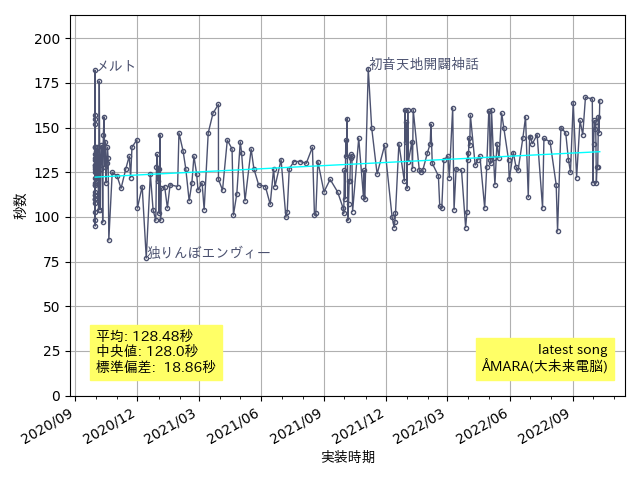 200
175
150
125
100
75
50
25
0
秒数
メルト
初音天地開闢神話
独りんぼエンヴィー
平均: 128.48秒
中央値: 128.0秒
標準偏差: 18.86秒
latest song
ÅMARA(大未来電脳)
2020/09
2020/12
2021/03
2021/06
2021/09
2021/12
2022/03
2022/06
2022/09
実装時期